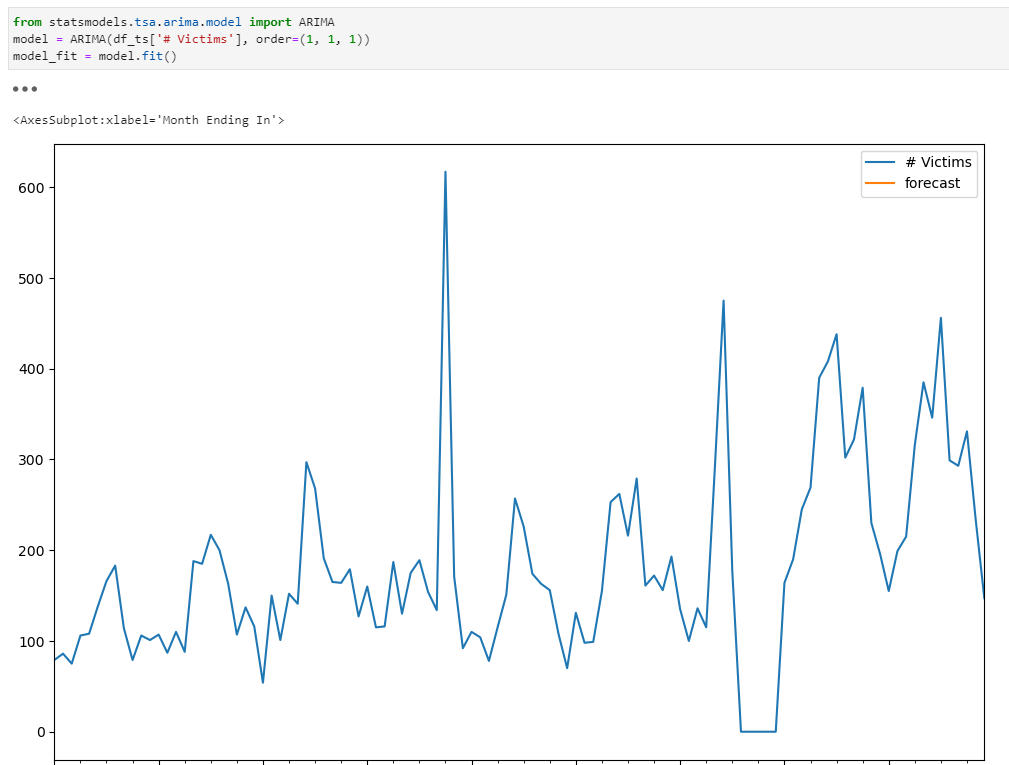 from statsmodels.tsa.arima.model import ARIMA
model = ARIMA(df_ts['# Victims'], order=(1, 1, 1))
model_fit = model.fit()
<AxesSubplot:xlabel='Month Ending In'>
# Victims
forecast
600
500
400
300
200
100
0